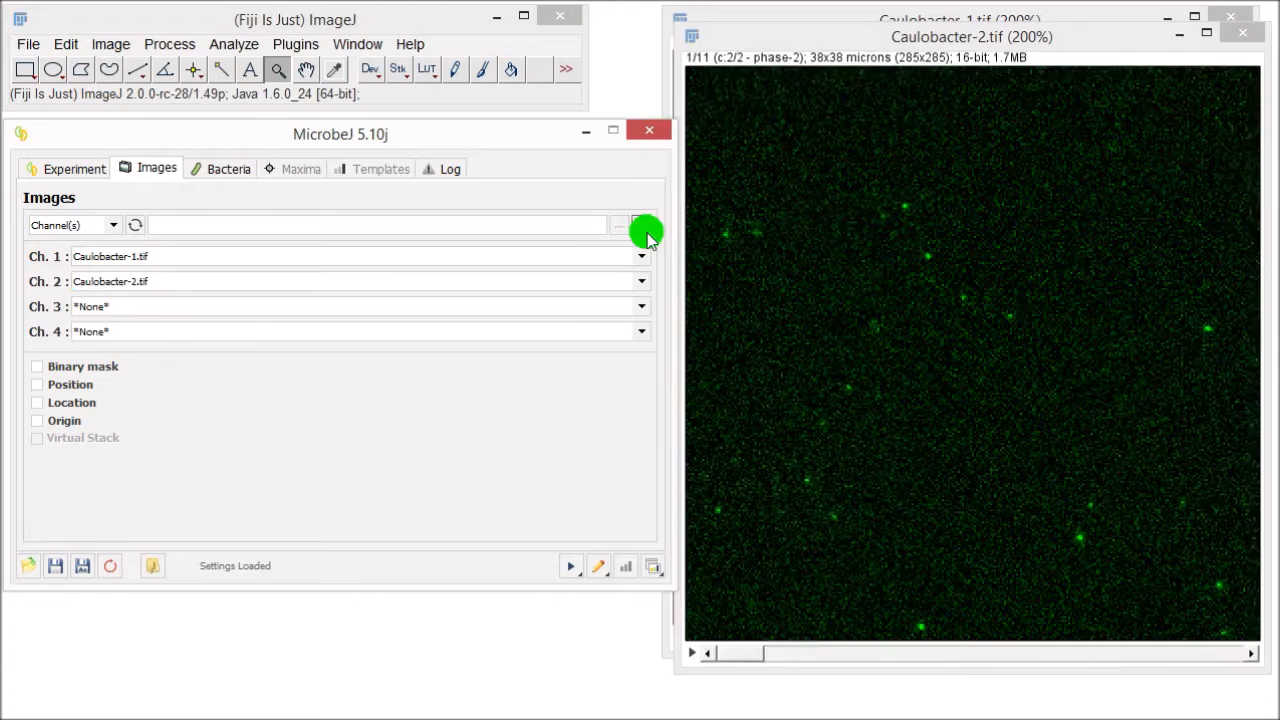 (Fiji Is Just) ImageJ
File Edit Image Process Analyze Plugins Window Help
Dev Stk LUT >>
(Fiji Is Just) ImageJ 2.0.0-rc-28/1.49p; Java 1.6.0_24 [64-bit];
Caulobacter-1.tif (200%)
Caulobacter-2.tif (200%)
1/11 (c:2/2 - phase-2); 38x38 microns (285x285); 16-bit; 1.7MB
MicrobeJ 5.10j
Experiment Images Bacteria Maxima Templates Log
Images
Channel(s) ...
Ch. 1 : Caulobacter-1.tif
Ch. 2 : Caulobacter-2.tif
Ch. 3 : *None*
Ch. 4 : *None*
Binary mask
Position
Location
Origin
Virtual Stack
Settings Loaded